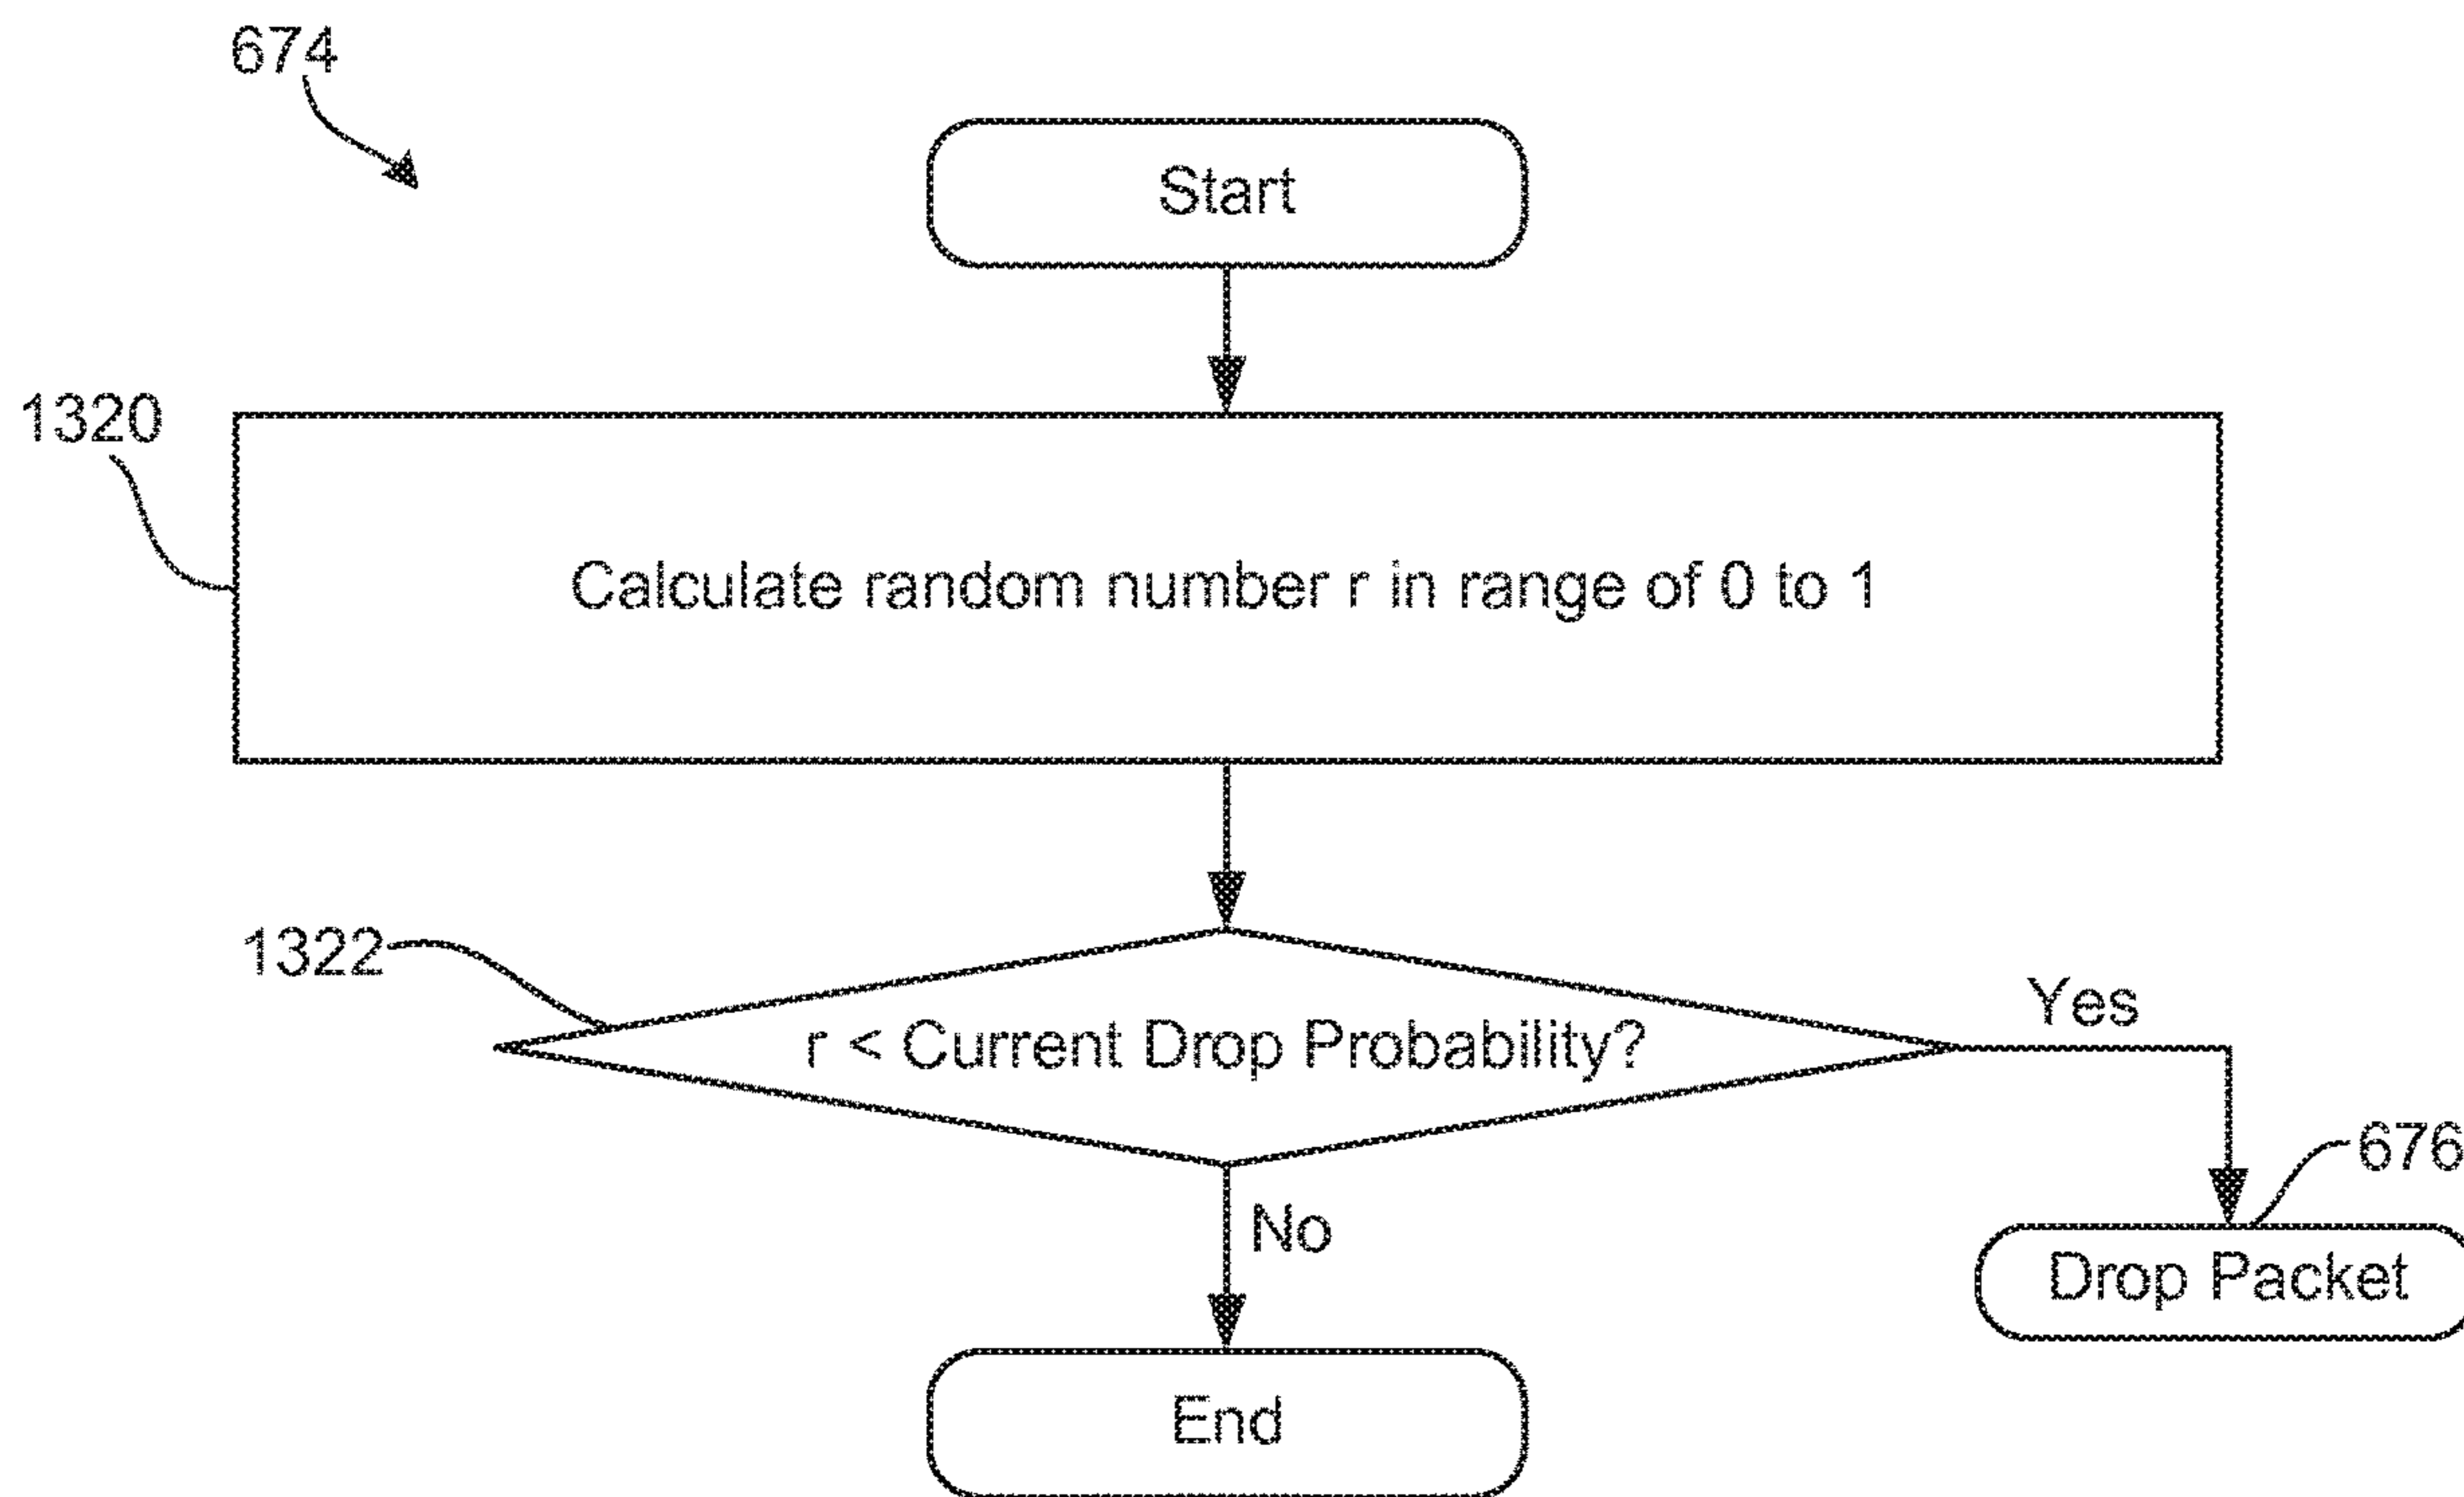 674
Start
1320
Calculate random number r in range of 0 to 1
1322
r < Current Drop Probability?
Yes
676
No
Drop Packet
End